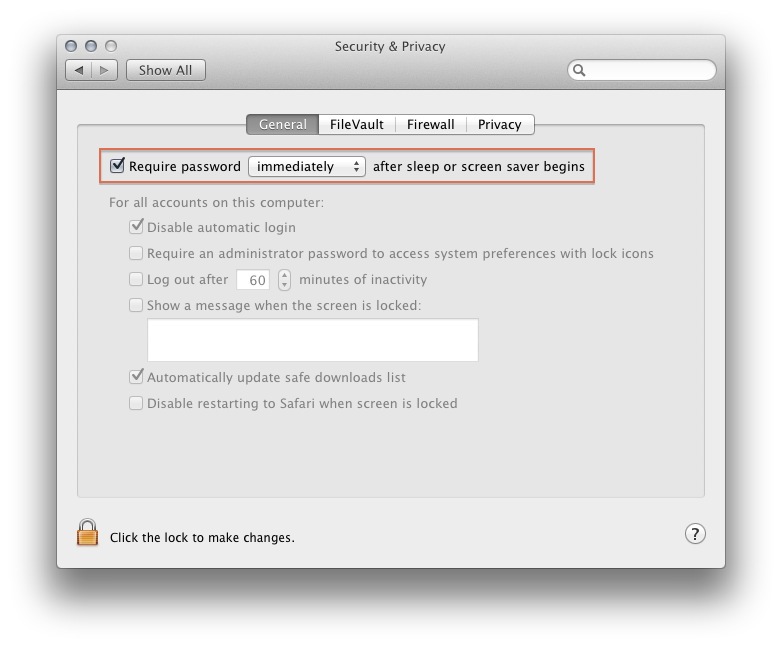 Security & Privacy
Show All
General FileVault Firewall Privacy
Require password immediately after sleep or screen saver begins
For all accounts on this computer:
Disable automatic login
Require an administrator password to access system preferences with lock icons
Log out after 60 minutes of inactivity
Show a message when the screen is locked:
Automatically update safe downloads list
Disable restarting to Safari when screen is locked
Click the lock to make changes.
?